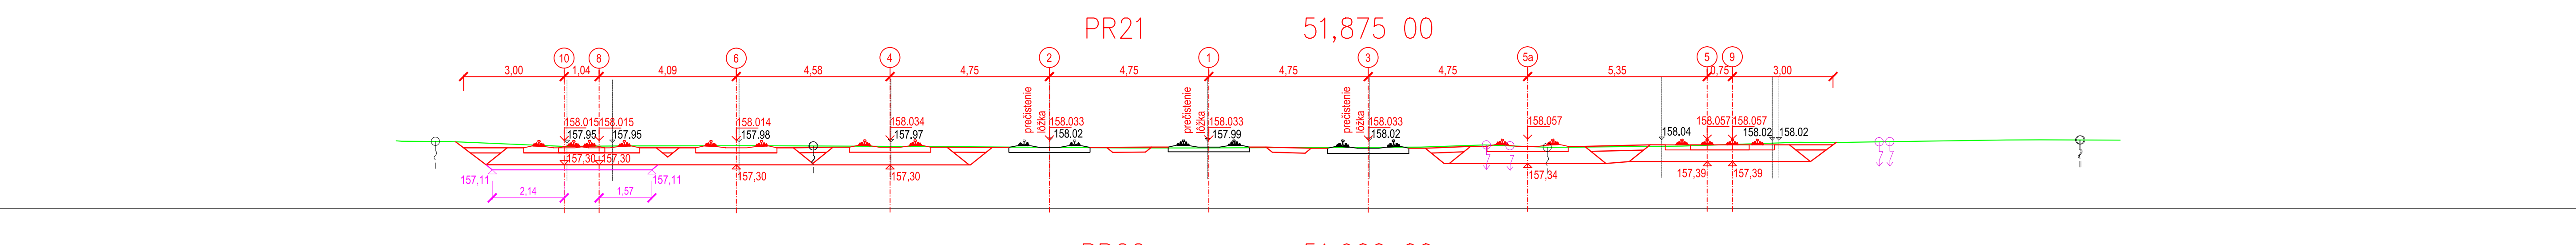 PR21 51,875 00
10 8 6 4 2 1 3 5a 5 9
3,00 1,04 4,09 4,58 4,75 4,75 4,75 4,75 5,35 0,75 3,00
prečistenie lôžka prečistenie lôžka prečistenie lôžka
158.015 158.015 158.014 158.034 158.033 158.033 158.033 158.057 158.057 158.057
157.95 157.95 157.98 157.97 158.02 157.99 158.02 158.04 158.02 158.02
157,30 157,30 157,30 157,30 157,34 157,39 157,39
157,11 157,11
2,14 1,57